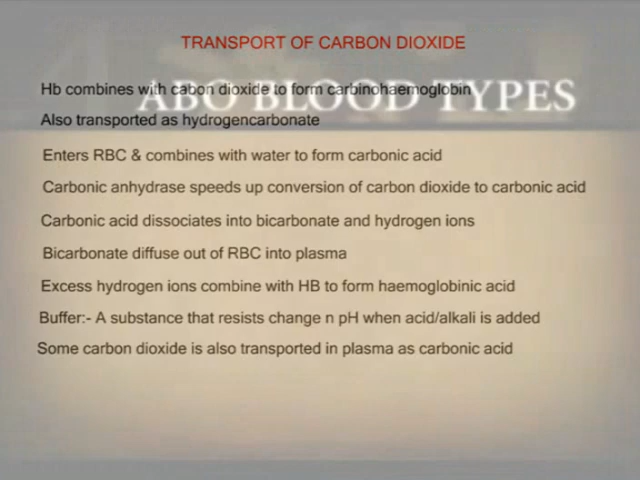 TRANSPORT OF CARBON DIOXIDE
Hb combines with cabon dioxide to form carbinohaemoglobin
ABO BLOOD TYPES
Also transported as hydrogencarbonate
Enters RBC & combines with water to form carbonic acid
Carbonic anhydrase speeds up conversion of carbon dioxide to carbonic acid
Carbonic acid dissociates into bicarbonate and hydrogen ions
Bicarbonate diffuse out of RBC into plasma
Excess hydrogen ions combine with HB to form haemoglobinic acid
Buffer:- A substance that resists change n pH when acid/alkali is added
Some carbon dioxide is also transported in plasma as carbonic acid